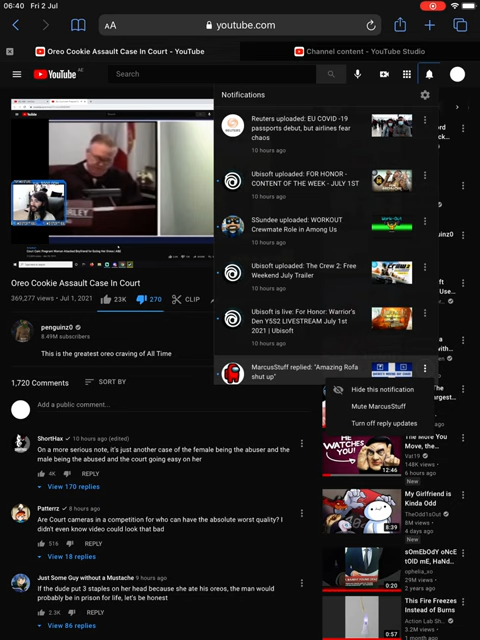 06:40 Fri 2 Jul
AA
youtube.com
Oreo Cookie Assault Case In Court - YouTube
Channel content - YouTube Studio
YouTube AE
Search
Notifications
Reuters uploaded: EU COVID -19
passports debut, but airlines fear
chaos
10 hours ago
Ubisoft uploaded: FOR HONOR -
CONTENT OF THE WEEK - JULY 1ST
10 hours ago
SSundee uploaded: WORKOUT
Crewmate Role in Among Us
10 hours ago
Ubisoft uploaded: The Crew 2: Free
Weekend July Trailer
10 hours ago
Ubisoft is live: For Honor: Warrior's
Den Y5S2 LIVESTREAM July 1st
2021 | Ubisoft
10 hours ago
MarcusStuff replied: "Amazing Rofa
shut up"
Hide this notification
Mute MarcusStuff
Turn off reply updates
Oreo Cookie Assault Case In Court
369,277 views • Jul 1, 2021
23K
270
CLIP
penguinz0
8.49M subscribers
This is the greatest oreo craving of All Time
1,720 Comments
SORT BY
Add a public comment...
ShortHax 10 hours ago (edited)
On a more serious note, it's just another case of the female being the abuser and the
male being abused and the court going easy on her
4K
REPLY
View 170 replies
Patterrz 8 hours ago
Are Court cameras in a competition for who can have the absolute worst quality? I
didn't even know video could look that bad
516
REPLY
View 18 replies
Just Some Guy without a Mustache 9 hours ago
If the dude put 3 staples on her head because she ate his oreos, the man would
probably be in prison for life, let's be honest
2.3K
REPLY
View 86 replies
ME
WATCHES
YOU?
12:46
The More You
Move, the...
Vat19
148K views
6 hours ago
New
8:39
My Girlfriend is
Kinda Odd
TheOdd1sOut
8M views
4 days ago
New
0:20
sOmEbOdY oNcE
tOlD mE, HaN...
ophelia_xo
2M views
2 years ago
0:57
This Fire Freezes
Instead of Burns
Action Lab Sh...
3.2M views
1 month ago